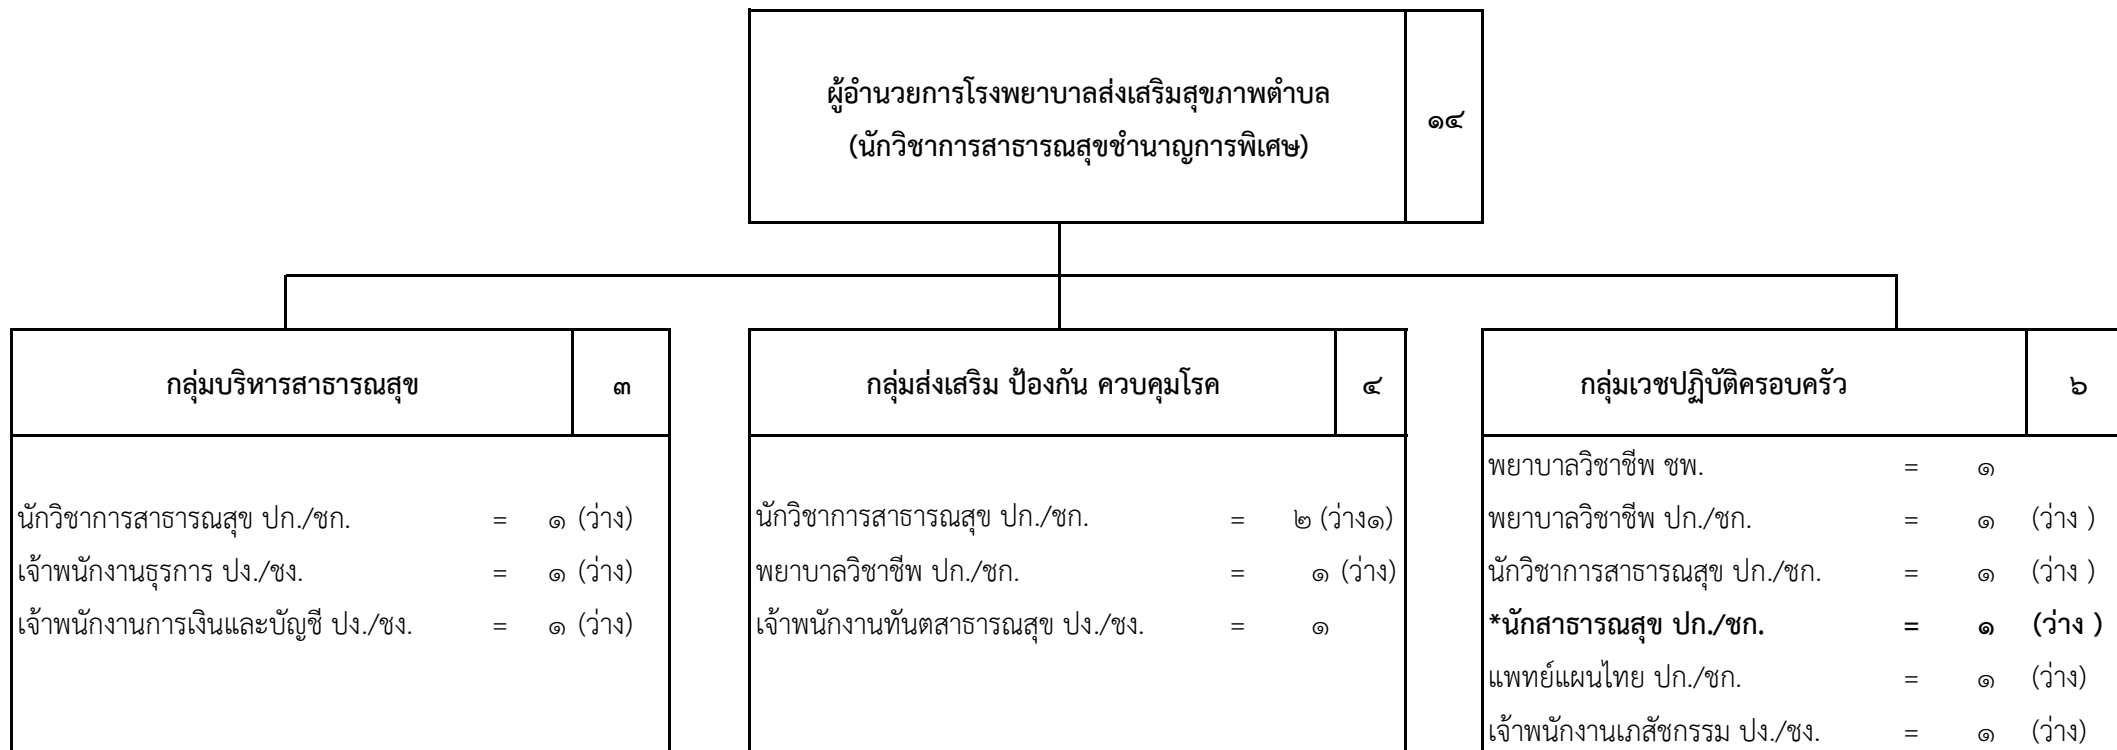 ผู้อำนวยการโรงพยาบาลส่งเสริมสุขภาพตำบล
(นักวิชาการสาธารณสุขชำนาญการพิเศษ)
๑๔
กลุ่มบริหารสาธารณสุข ๓
นักวิชาการสาธารณสุข ปก./ชก. = ๑ (ว่าง)
เจ้าพนักงานธุรการ ปง./ชง. = ๑ (ว่าง)
เจ้าพนักงานการเงินและบัญชี ปง./ชง. = ๑ (ว่าง)
กลุ่มส่งเสริม ป้องกัน ควบคุมโรค ๔
นักวิชาการสาธารณสุข ปก./ชก. = ๒ (ว่าง๑)
พยาบาลวิชาชีพ ปก./ชก. = ๑ (ว่าง)
เจ้าพนักงานทันตสาธารณสุข ปง./ชง. = ๑
กลุ่มเวชปฏิบัติครอบครัว ๖
พยาบาลวิชาชีพ ชพ. = ๑
พยาบาลวิชาชีพ ปก./ชก. = ๑ (ว่าง )
นักวิชาการสาธารณสุข ปก./ชก. = ๑ (ว่าง )
*นักสาธารณสุข ปก./ชก. = ๑ (ว่าง )
แพทย์แผนไทย ปก./ชก. = ๑ (ว่าง)
เจ้าพนักงานเภสัชกรรม ปง./ชง. = ๑ (ว่าง)